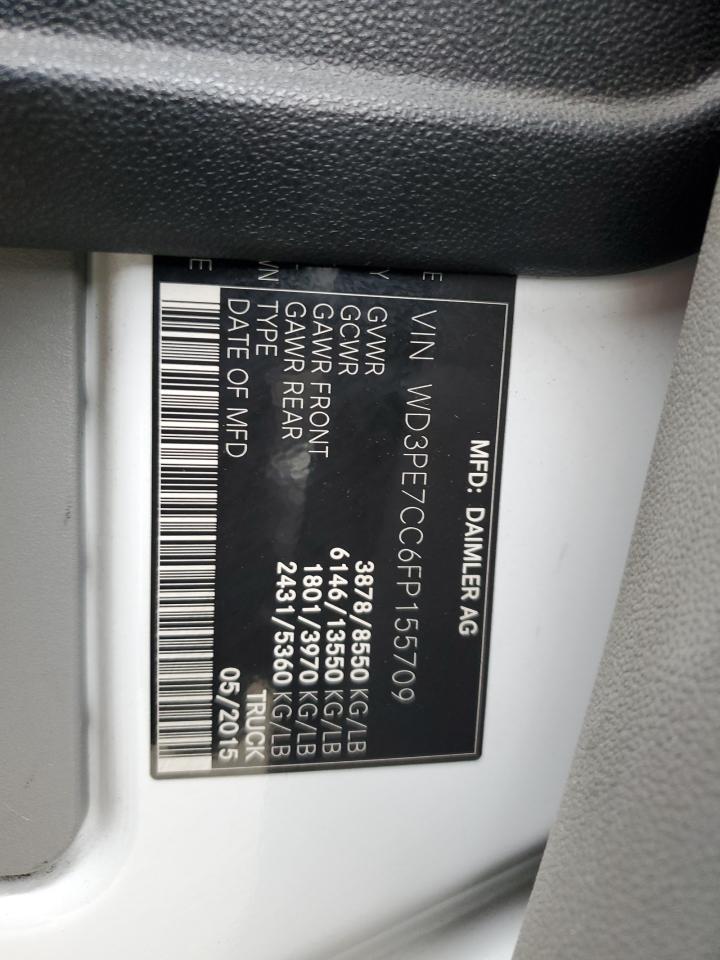 MFD: DAIMLER AG
VIN WD3PE7CC6FP155709
GVWR 3878/8550 KG/LB
GCWR 6146/13550 KG/LB
GAWR FRONT 1801/3970 KG/LB
GAWR REAR 2431/5360 KG/LB
TYPE TRUCK
DATE OF MFD 05/2015